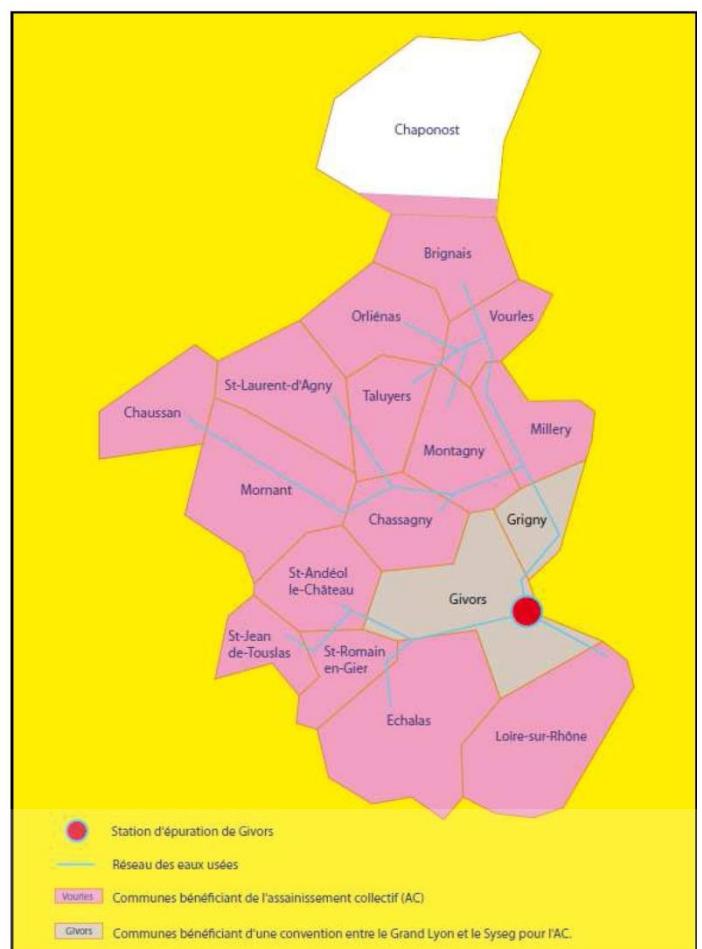 Chaponost
Brignais
Orliénas
Vourles
St-Laurent-d'Agny
Taluyers
Chaussan
Millery
Montagny
Mornant
Chassagny
Grigny
St-Andéol
le-Château
Givors
St-Jean
de-Touslas
St-Romain
en-Gier
Echalas
Loire-sur-Rhône
Station d'épuration de Givors
Réseau des eaux usées
Vourles Communes bénéficiant de l'assainissement collectif (AC)
Givors Communes bénéficiant d'une convention entre le Grand Lyon et le Syseg pour l'AC.